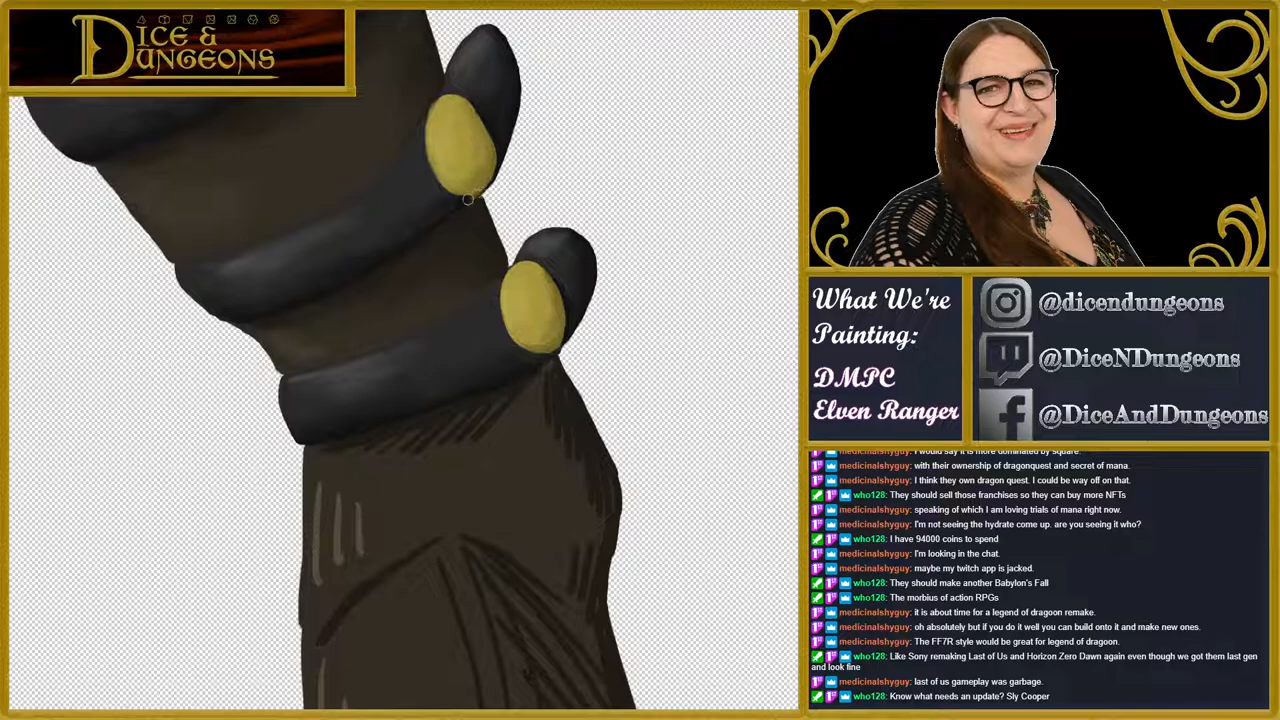 DICE &
DUNGEONS
What We're
Painting:
DMPC
Elven Ranger
@dicendungeons
@DiceNDungeons
@DiceAndDungeons
medicinalshyguy: I would say it is more dominated by square.
medicinalshyguy: with their ownership of dragonquest and secret of mana.
medicinalshyguy: I think they own dragon quest. I could be way off on that.
who128: They should sell those franchises so they can buy more NFTs
medicinalshyguy: speaking of which I am loving trials of mana right now.
medicinalshyguy: I'm not seeing the hydrate come up. are you seeing it who?
who128: I have 94000 coins to spend
medicinalshyguy: I'm looking in the chat.
medicinalshyguy: maybe my twitch app is jacked.
who128: They should make another Babylon's Fall
who128: The morbius of action RPGs
medicinalshyguy: it is about time for a legend of dragoon remake.
medicinalshyguy: oh absolutely but if you do it well you can build onto it and make new ones.
medicinalshyguy: The FF7R style would be great for legend of dragoon.
who128: Like Sony remaking Last of Us and Horizon Zero Dawn again even though we got them last gen
and look fine
medicinalshyguy: last of us gameplay was garbage.
who128: Know what needs an update? Sly Cooper